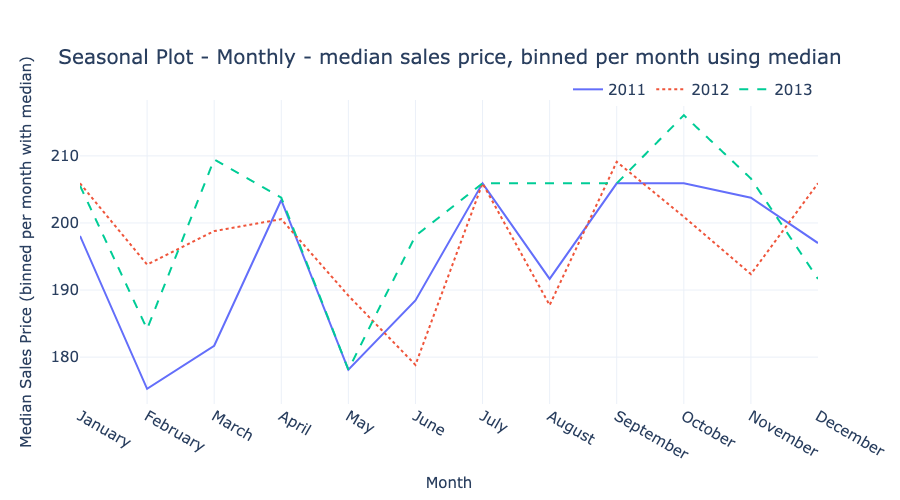 Seasonal Plot - Monthly - median sales price, binned per month using median
2011
2012
2013
Median Sales Price (binned per month with median)
210
200
190
180
January
February
March
April
May
June
July
August
September
October
November
December
Month